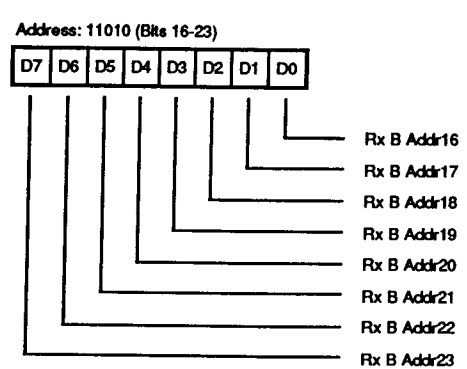 Address: 11010 (Bits 16-23)
D7 D6 D5 D4 D3 D2 D1 D0
Rx B Addr16
Rx B Addr17
Rx B Addr18
Rx B Addr19
Rx B Addr20
Rx B Addr21
Rx B Addr22
Rx B Addr23